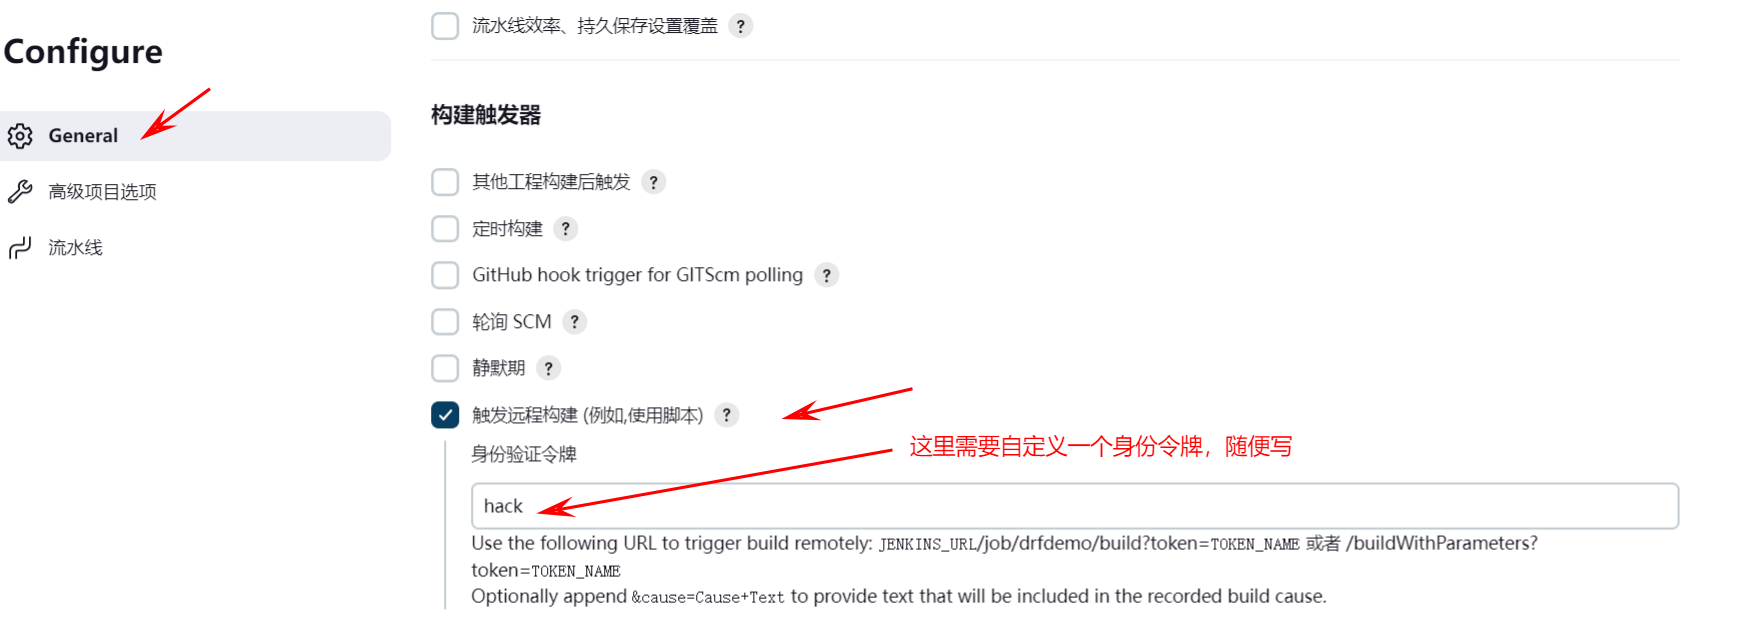 Configure
General
高级项目选项
流水线
流水线效率、持久保存设置覆盖 ?
构建触发器
其他工程构建后触发 ?
定时构建 ?
GitHub hook trigger for GITScm polling ?
轮询 SCM ?
静默期 ?
触发远程构建 (例如,使用脚本) ?
这里需要自定义一个身份令牌，随便写
身份验证令牌
hack
Use the following URL to trigger build remotely: JENKINS_URL/job/drfdemo/build?token=TOKEN_NAME 或者 /buildWithParameters?
token=TOKEN_NAME
Optionally append &cause=Cause+Text to provide text that will be included in the recorded build cause.